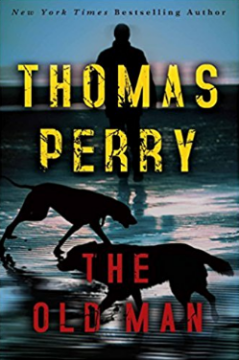 New York Times Bestselling Author
THOMAS
PERRY
THE
OLD MAN